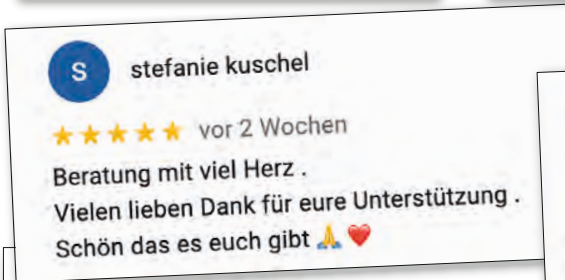 S
stefanie kuschel
vor 2 Wochen
Beratung mit viel Herz .
Vielen lieben Dank für eure Unterstützung .
Schön das es euch gibt 🙏 ❤️